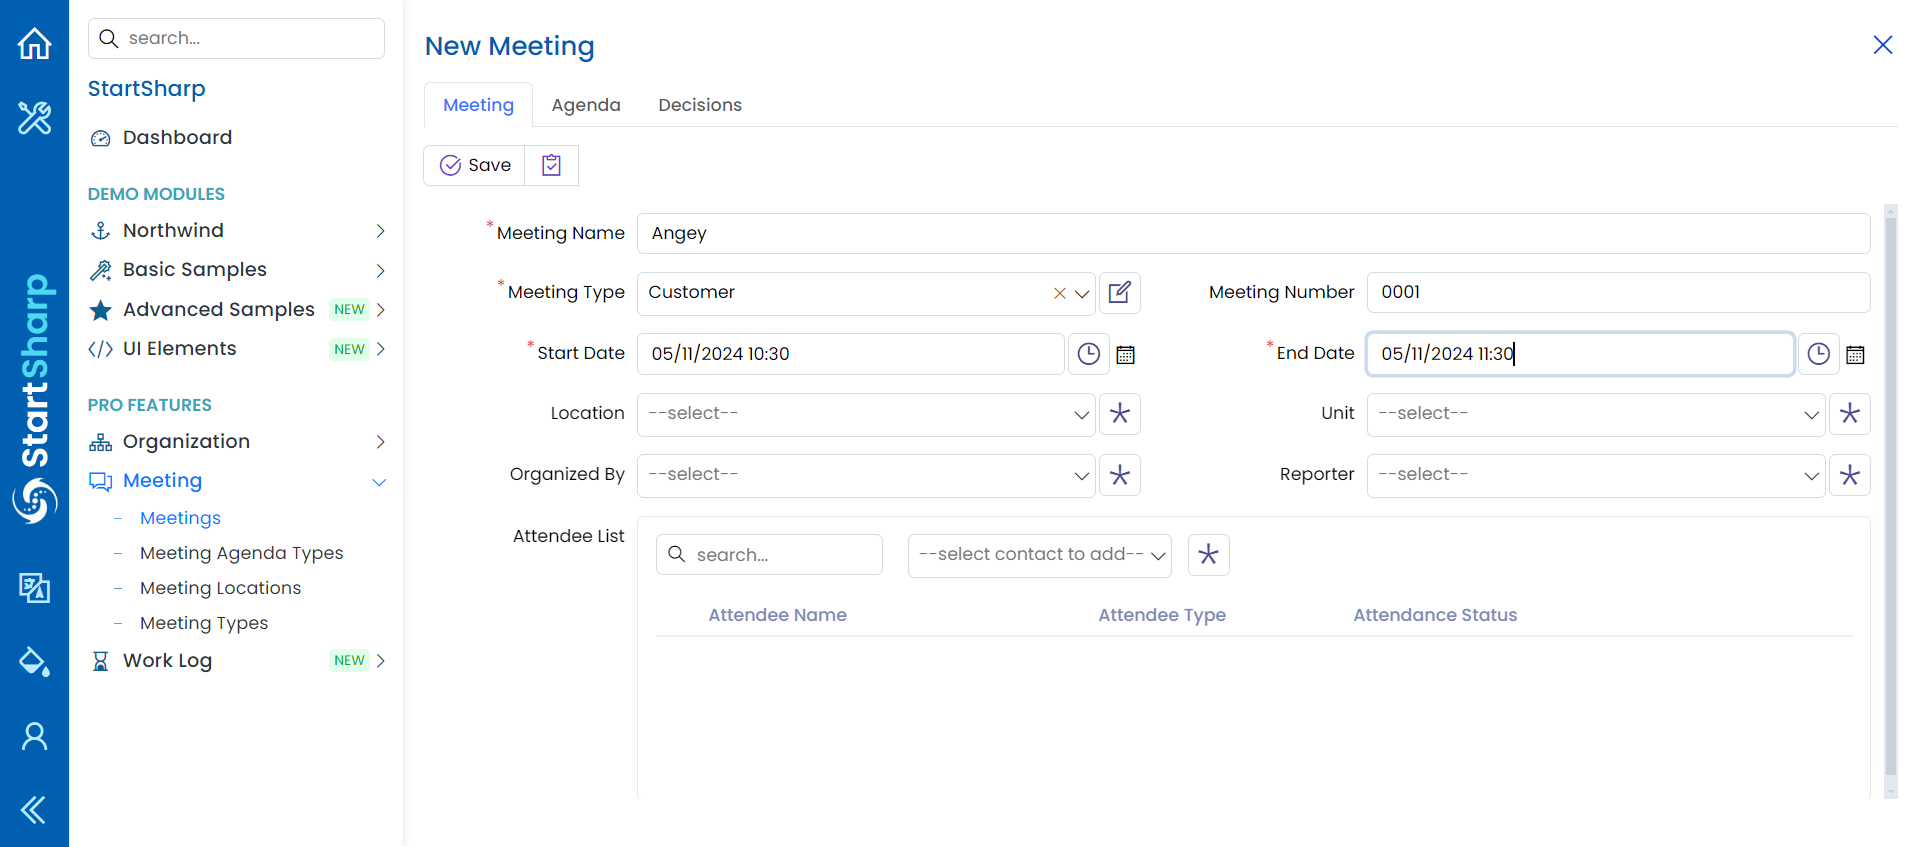 search...
StartSharp
Dashboard
DEMO MODULES
Northwind
Basic Samples
Advanced Samples NEW
UI Elements NEW
PRO FEATURES
Organization
Meeting
Meetings
Meeting Agenda Types
Meeting Locations
Meeting Types
Work Log NEW
StartSharp
New Meeting
Meeting Agenda Decisions
Save
* Meeting Name Angey
* Meeting Type Customer Meeting Number 0001
* Start Date 05/11/2024 10:30 * End Date 05/11/2024 11:30
Location --select-- Unit --select--
Organized By --select-- Reporter --select--
Attendee List search... --select contact to add--
Attendee Name Attendee Type Attendance Status